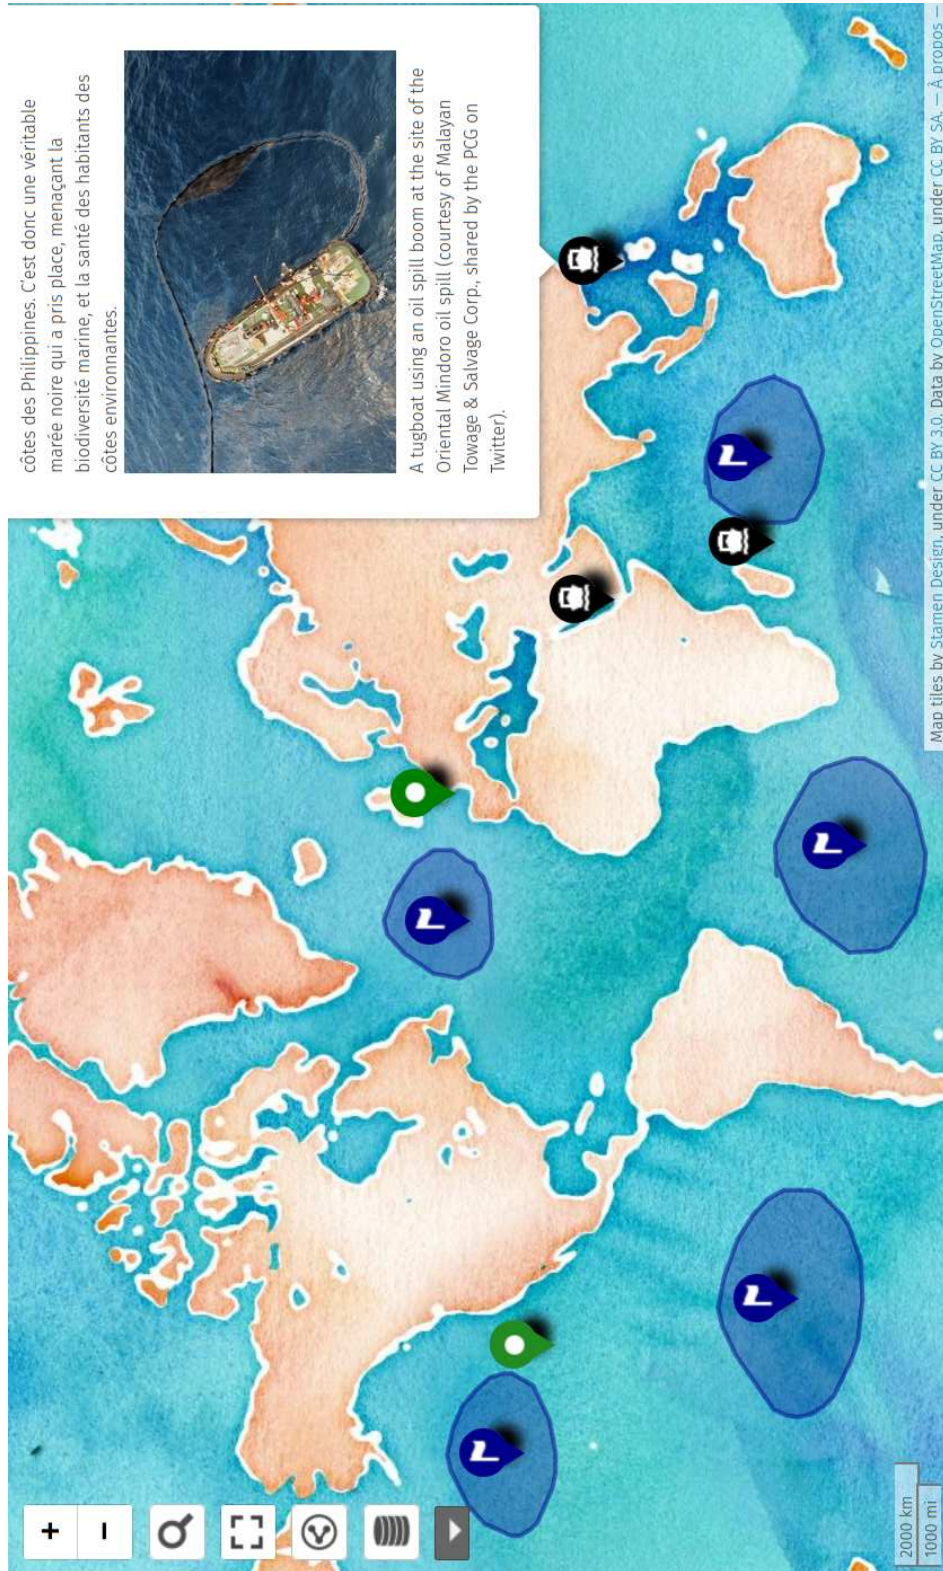 côtes des Philippines. C'est donc une véritable
marée noire qui a pris place, menaçant la
biodiversité marine, et la santé des habitants des
côtes environnantes.
A tugboat using an oil spill boom at the site of the
Oriental Mindoro oil spill (courtesy of Malayan
Towage & Salvage Corp., shared by the PCG on
Twitter).
+
−
2000 km
1000 mi
Map tiles by Stamen Design, under CC BY 3.0. Data by OpenStreetMap, under CC BY SA. — À propos —